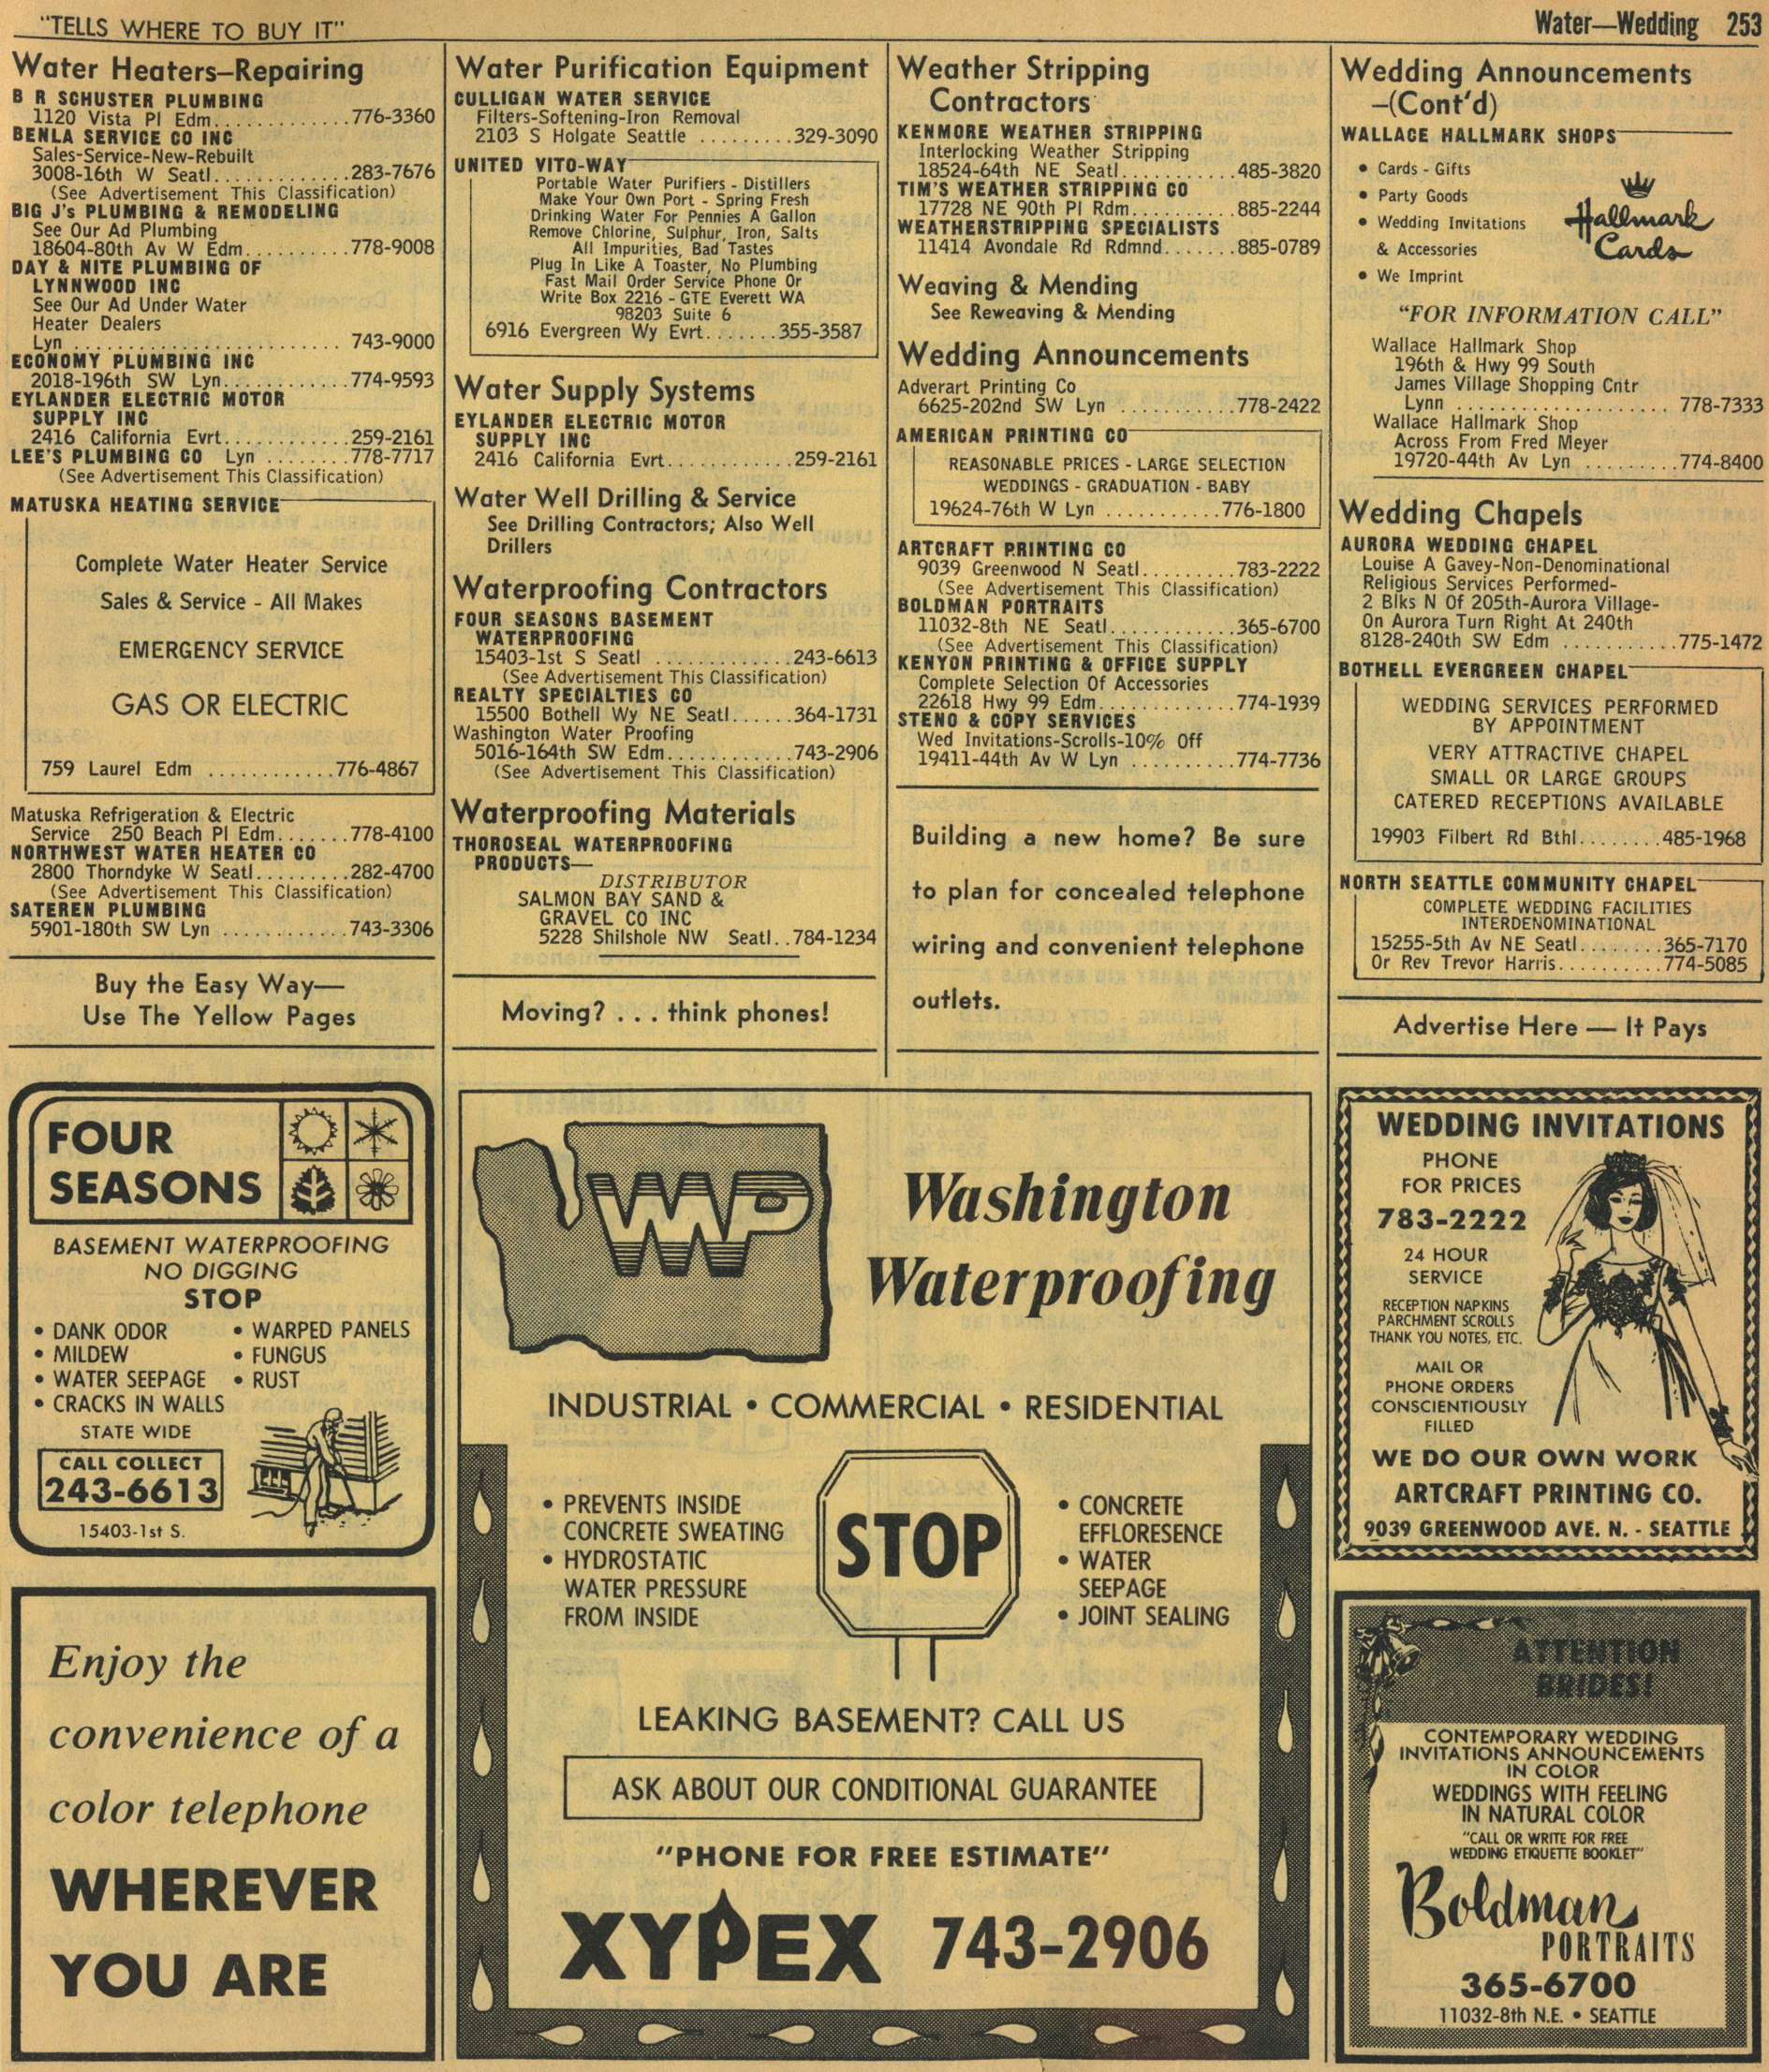 "TELLS WHERE TO BUY IT"
Water—Wedding 253
Water Heaters–Repairing
B R SCHUSTER PLUMBING
1120 Vista Pl Edm.............776-3360
BENLA SERVICE CO INC
Sales-Service-New-Rebuilt
3008-16th W Seatl.............283-7676
(See Advertisement This Classification)
BIG J's PLUMBING & REMODELING
See Our Ad Plumbing
18604-80th Av W Edm..........778-9008
DAY & NITE PLUMBING OF
LYNNWOOD INC
See Our Ad Under Water
Heater Dealers
Lyn ......................... 743-9000
ECONOMY PLUMBING INC
2018-196th SW Lyn............774-9593
EYLANDER ELECTRIC MOTOR
SUPPLY INC
2416 California Evrt...........259-2161
LEE'S PLUMBING CO Lyn ........778-7717
(See Advertisement This Classification)
MATUSKA HEATING SERVICE
Complete Water Heater Service
Sales & Service - All Makes
EMERGENCY SERVICE
GAS OR ELECTRIC
759 Laurel Edm ............776-4867
Matuska Refrigeration & Electric
Service 250 Beach Pl Edm.......778-4100
NORTHWEST WATER HEATER CO
2800 Thorndyke W Seatl.........282-4700
(See Advertisement This Classification)
SATEREN PLUMBING
5901-180th SW Lyn ............743-3306
Buy the Easy Way—
Use The Yellow Pages
Water Purification Equipment
CULLIGAN WATER SERVICE
Filters-Softening-Iron Removal
2103 S Holgate Seattle .........329-3090
UNITED VITO-WAY
Portable Water Purifiers - Distillers
Make Your Own Port - Spring Fresh
Drinking Water For Pennies A Gallon
Remove Chlorine, Sulphur, Iron, Salts
All Impurities, Bad Tastes
Plug In Like A Toaster, No Plumbing
Fast Mail Order Service Phone Or
Write Box 2216 - GTE Everett WA
98203 Suite 6
6916 Evergreen Wy Evrt.......355-3587
Water Supply Systems
EYLANDER ELECTRIC MOTOR
SUPPLY INC
2416 California Evrt............259-2161
Water Well Drilling & Service
See Drilling Contractors; Also Well
Drillers
Waterproofing Contractors
FOUR SEASONS BASEMENT
WATERPROOFING
15403-1st S Seatl .............243-6613
(See Advertisement This Classification)
REALTY SPECIALTIES CO
15500 Bothell Wy NE Seatl......364-1731
Washington Water Proofing
5016-164th SW Edm............743-2906
(See Advertisement This Classification)
Waterproofing Materials
THOROSEAL WATERPROOFING
PRODUCTS—
DISTRIBUTOR
SALMON BAY SAND &
GRAVEL CO INC
5228 Shilshole NW Seatl..784-1234
Moving? . . . think phones!
Weather Stripping
Contractors
KENMORE WEATHER STRIPPING
Interlocking Weather Stripping
18524-64th NE Seatl...........485-3820
TIM'S WEATHER STRIPPING CO
17728 NE 90th Pl Rdm..........885-2244
WEATHERSTRIPPING SPECIALISTS
11414 Avondale Rd Rdmnd.......885-0789
Weaving & Mending
See Reweaving & Mending
Wedding Announcements
Adverart Printing Co
6625-202nd SW Lyn ...........778-2422
AMERICAN PRINTING CO
REASONABLE PRICES - LARGE SELECTION
WEDDINGS - GRADUATION - BABY
19624-76th W Lyn ...........776-1800
ARTCRAFT PRINTING CO
9039 Greenwood N Seatl.........783-2222
(See Advertisement This Classification)
BOLDMAN PORTRAITS
11032-8th NE Seatl............365-6700
(See Advertisement This Classification)
KENYON PRINTING & OFFICE SUPPLY
Complete Selection Of Accessories
22618 Hwy 99 Edm.............774-1939
STENO & COPY SERVICES
Wed Invitations-Scrolls-10% Off
19411-44th Av W Lyn ..........774-7736
Building a new home? Be sure
to plan for concealed telephone
wiring and convenient telephone
outlets.
Wedding Announcements
–(Cont'd)
WALLACE HALLMARK SHOPS
• Cards - Gifts
• Party Goods
• Wedding Invitations
& Accessories
• We Imprint
Hallmark
Cards
"FOR INFORMATION CALL"
Wallace Hallmark Shop
196th & Hwy 99 South
James Village Shopping Cntr
Lynn ..................... 778-7333
Wallace Hallmark Shop
Across From Fred Meyer
19720-44th Av Lyn .........774-8400
Wedding Chapels
AURORA WEDDING CHAPEL
Louise A Gavey-Non-Denominational
Religious Services Performed-
2 Blks N Of 205th-Aurora Village-
On Aurora Turn Right At 240th
8128-240th SW Edm ...........775-1472
BOTHELL EVERGREEN CHAPEL
WEDDING SERVICES PERFORMED
BY APPOINTMENT
VERY ATTRACTIVE CHAPEL
SMALL OR LARGE GROUPS
CATERED RECEPTIONS AVAILABLE
19903 Filbert Rd Bthl........485-1968
NORTH SEATTLE COMMUNITY CHAPEL
COMPLETE WEDDING FACILITIES
INTERDENOMINATIONAL
15255-5th Av NE Seatl........365-7170
Or Rev Trevor Harris..........774-5085
Advertise Here — It Pays
FOUR
SEASONS
BASEMENT WATERPROOFING
NO DIGGING
STOP
• DANK ODOR
• MILDEW
• WATER SEEPAGE
• CRACKS IN WALLS
• WARPED PANELS
• FUNGUS
• RUST
STATE WIDE
CALL COLLECT
243-6613
15403-1st S.
Enjoy the
convenience of a
color telephone
WHEREVER
YOU ARE
WP
Washington
Waterproofing
INDUSTRIAL • COMMERCIAL • RESIDENTIAL
• PREVENTS INSIDE
CONCRETE SWEATING
• HYDROSTATIC
WATER PRESSURE
FROM INSIDE
STOP
• CONCRETE
EFFLORESENCE
• WATER
SEEPAGE
• JOINT SEALING
LEAKING BASEMENT? CALL US
ASK ABOUT OUR CONDITIONAL GUARANTEE
"PHONE FOR FREE ESTIMATE"
XYPEX 743-2906
WEDDING INVITATIONS
PHONE
FOR PRICES
783-2222
24 HOUR
SERVICE
RECEPTION NAPKINS
PARCHMENT SCROLLS
THANK YOU NOTES, ETC.
MAIL OR
PHONE ORDERS
CONSCIENTIOUSLY
FILLED
WE DO OUR OWN WORK
ARTCRAFT PRINTING CO.
9039 GREENWOOD AVE. N. - SEATTLE
ATTENTION
BRIDES!
CONTEMPORARY WEDDING
INVITATIONS ANNOUNCEMENTS
IN COLOR
WEDDINGS WITH FEELING
IN NATURAL COLOR
"CALL OR WRITE FOR FREE
WEDDING ETIQUETTE BOOKLET"
Boldman
PORTRAITS
365-6700
11032-8th N.E. • SEATTLE